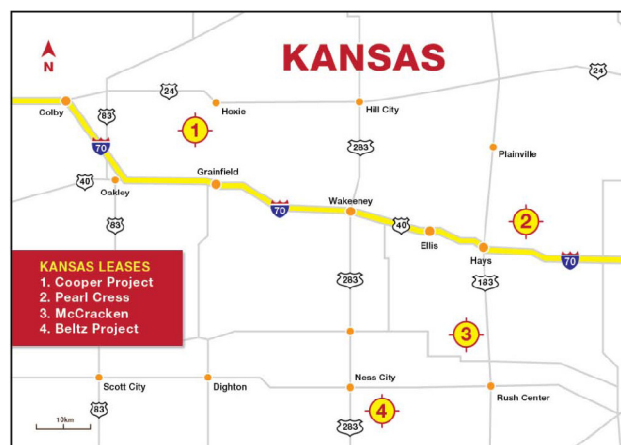 KANSAS
N
24
24
83
Colby
Hoxie
Hill City
1
283
70
Plainville
Grainfield
40
Oakley
Wakeeney
70
83
40
2
Ellis
Hays
70
KANSAS LEASES
1. Cooper Project
2. Pearl Cress
3. McCracken
4. Beltz Project
283
183
3
Scott City
Dighton
Ness City
Rush Center
4
83
283
10km